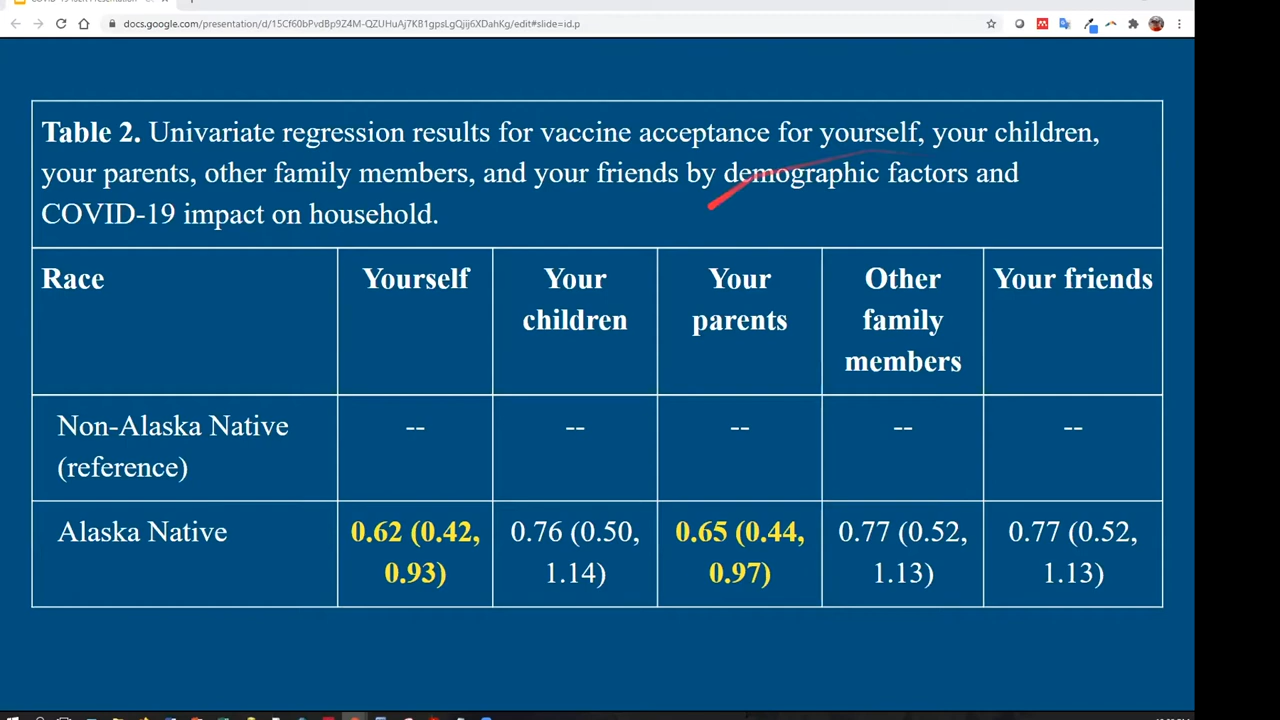 docs.google.com/presentation/d/15Cf60bPvdBp9Z4M-QZUHuAj7KB1gpsLgQjij6XDahKg/edit#slide=id.p
Table 2. Univariate regression results for vaccine acceptance for yourself, your children,
your parents, other family members, and your friends by demographic factors and
COVID-19 impact on household.
Race
Yourself
Your
children
Your
parents
Other
family
members
Your friends
Non-Alaska Native
(reference)
--
--
--
--
--
Alaska Native
0.62 (0.42,
0.93)
0.76 (0.50,
1.14)
0.65 (0.44,
0.97)
0.77 (0.52,
1.13)
0.77 (0.52,
1.13)